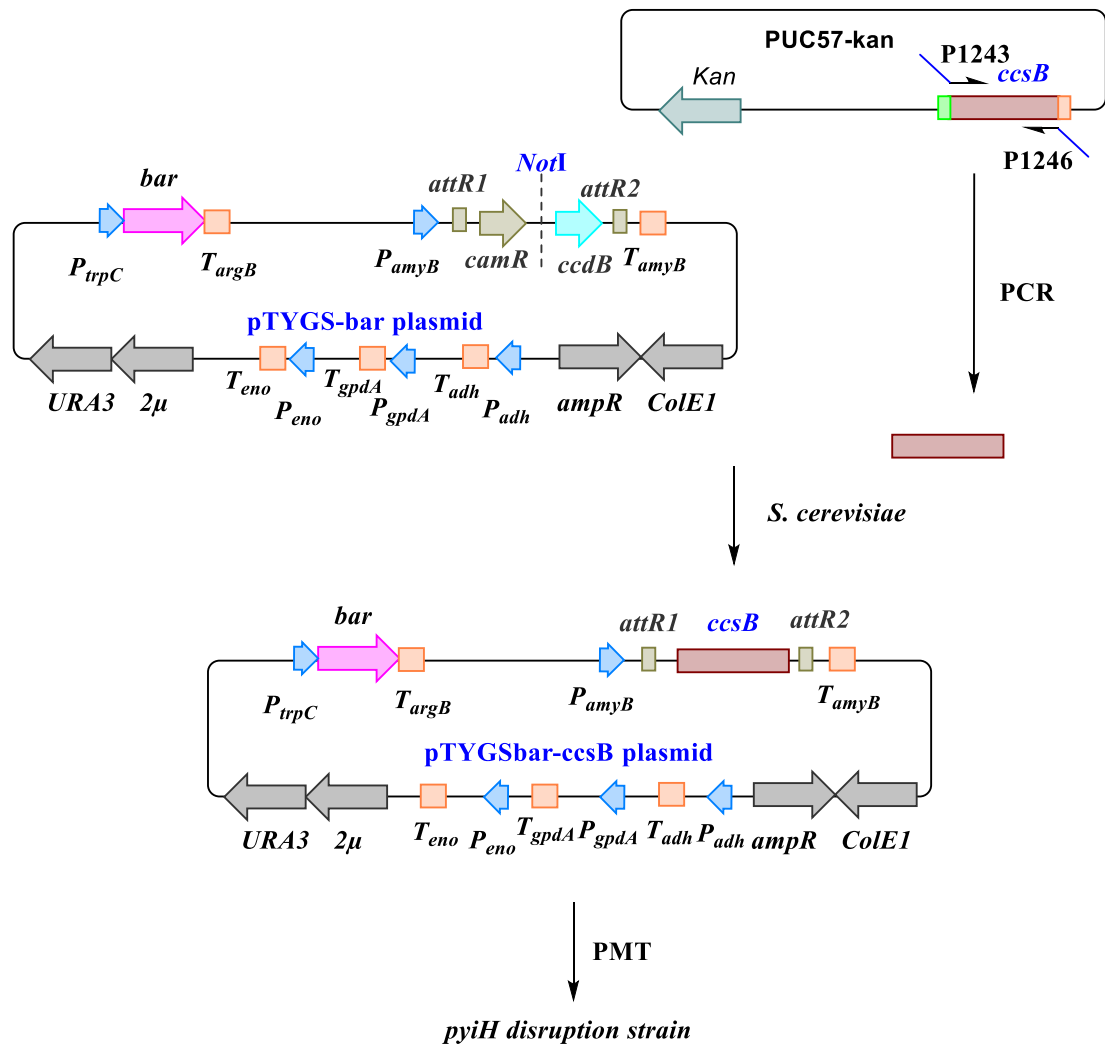 PUC57-kan
P1243
ccsB
Kan
P1246
NotI
bar
attR1
attR2
PtrpC
TargB
PamyB
camR
ccdB
TamyB
PCR
pTYGS-bar plasmid
URA3
2μ
Teno
Peno
TgpdA
PgpdA
Tadh
Padh
ampR
ColE1
S. cerevisiae
bar
attR1
ccsB
attR2
PtrpC
TargB
PamyB
TamyB
pTYGSbar-ccsB plasmid
URA3
2μ
Teno
Peno
TgpdA
PgpdA
Tadh
Padh
ampR
ColE1
PMT
pyiH disruption strain